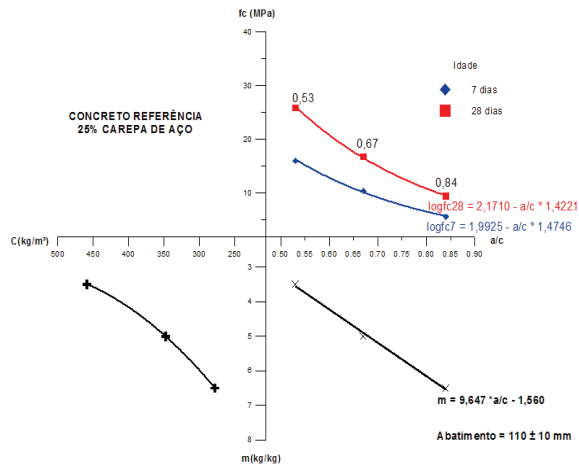 fc (MPa)
40
30
20
10
Idade
7 dias
28 dias
CONCRETO REFERÊNCIA
25% CAREPA DE AÇO
0,53
0,67
0,84
logfc28 = 2,1710 - a/c * 1,4221
logfc7 = 1,9925 - a/c * 1,4746
C(kg/m³)
a/c
500 450 400 350 300 250
0.50 0.55 0.60 0.65 0.70 0.75 0.80 0.85 0.90
3
4
5
6
7
8
m = 9,647 *a/c - 1,560
Abatimento = 110 ± 10 mm
m(kg/kg)